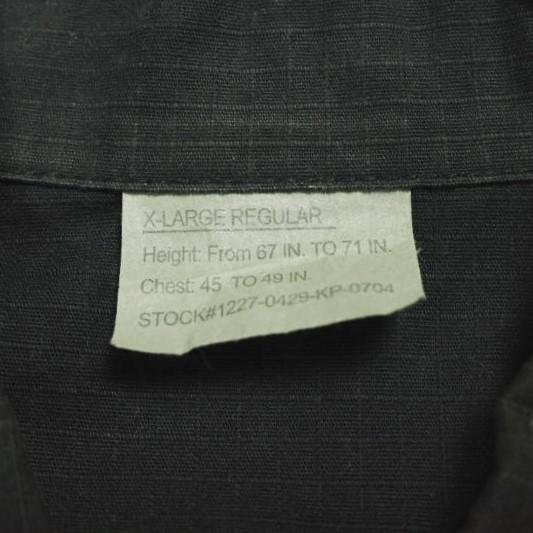 X-LARGE REGULAR
Height: From 67 IN. TO 71 IN.
Chest: 45 TO 49 IN.
STOCK#1227-0429-KP-0704